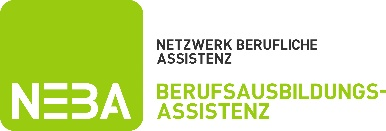 NEBA
NETZWERK BERUFLICHE
ASSISTENZ
BERUFSAUSBILDUNGS-
ASSISTENZ